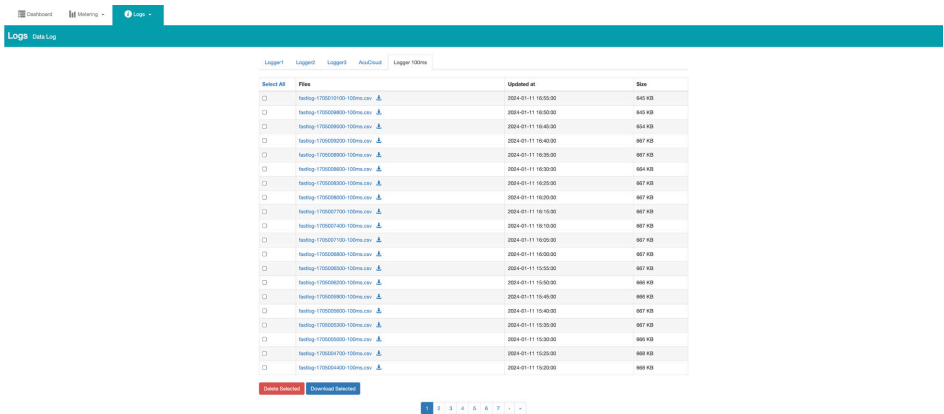 Dashboard Metering Logs
Logs Data Log
Logger1 Logger2 Logger3 AcuCloud Logger 100ms
Select All Files Updated at Size
fastlog-1705010100-100ms.csv 2024-01-11 16:55:00 645 KB
fastlog-1705009800-100ms.csv 2024-01-11 16:50:00 645 KB
fastlog-1705009500-100ms.csv 2024-01-11 16:45:00 654 KB
fastlog-1705009200-100ms.csv 2024-01-11 16:40:00 667 KB
fastlog-1705008900-100ms.csv 2024-01-11 16:35:00 667 KB
fastlog-1705008600-100ms.csv 2024-01-11 16:30:00 664 KB
fastlog-1705008300-100ms.csv 2024-01-11 16:25:00 667 KB
fastlog-1705008000-100ms.csv 2024-01-11 16:20:00 667 KB
fastlog-1705007700-100ms.csv 2024-01-11 16:15:00 667 KB
fastlog-1705007400-100ms.csv 2024-01-11 16:10:00 667 KB
fastlog-1705007100-100ms.csv 2024-01-11 16:05:00 667 KB
fastlog-1705006800-100ms.csv 2024-01-11 16:00:00 667 KB
fastlog-1705006500-100ms.csv 2024-01-11 15:55:00 667 KB
fastlog-1705006200-100ms.csv 2024-01-11 15:50:00 666 KB
fastlog-1705005900-100ms.csv 2024-01-11 15:45:00 666 KB
fastlog-1705005600-100ms.csv 2024-01-11 15:40:00 667 KB
fastlog-1705005300-100ms.csv 2024-01-11 15:35:00 667 KB
fastlog-1705005000-100ms.csv 2024-01-11 15:30:00 666 KB
fastlog-1705004700-100ms.csv 2024-01-11 15:25:00 668 KB
fastlog-1705004400-100ms.csv 2024-01-11 15:20:00 668 KB
Delete Selected Download Selected
1 2 3 4 5 6 7 › »